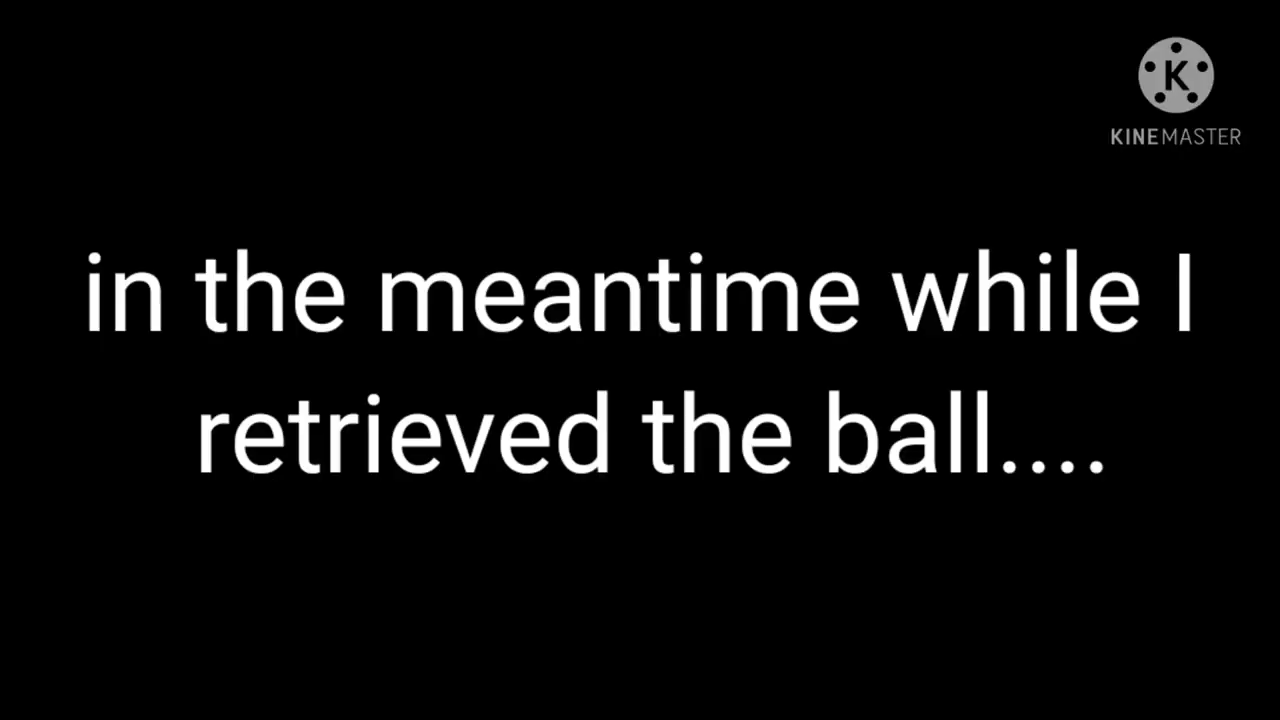 K
KINEMASTER
in the meantime while I
retrieved the ball....